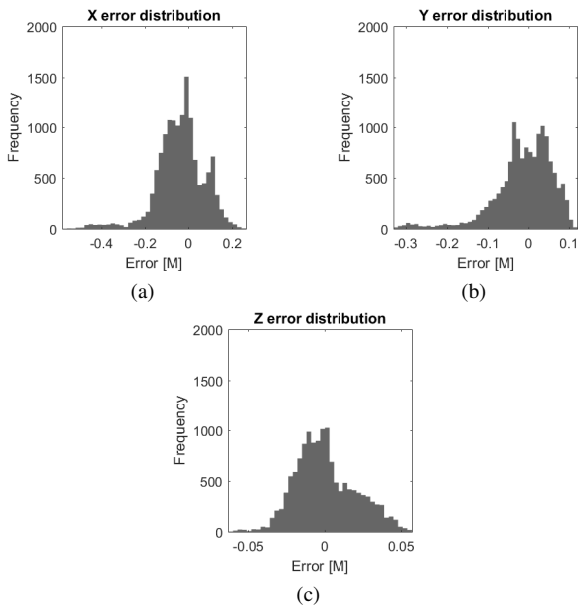 X error distribution
2000
1500
1000
500
0
Frequency
-0.4 -0.2 0 0.2
Error [M]
(a)
Y error distribution
2000
1500
1000
500
0
Frequency
-0.3 -0.2 -0.1 0 0.1
Error [M]
(b)
Z error distribution
2000
1500
1000
500
0
Frequency
-0.05 0 0.05
Error [M]
(c)